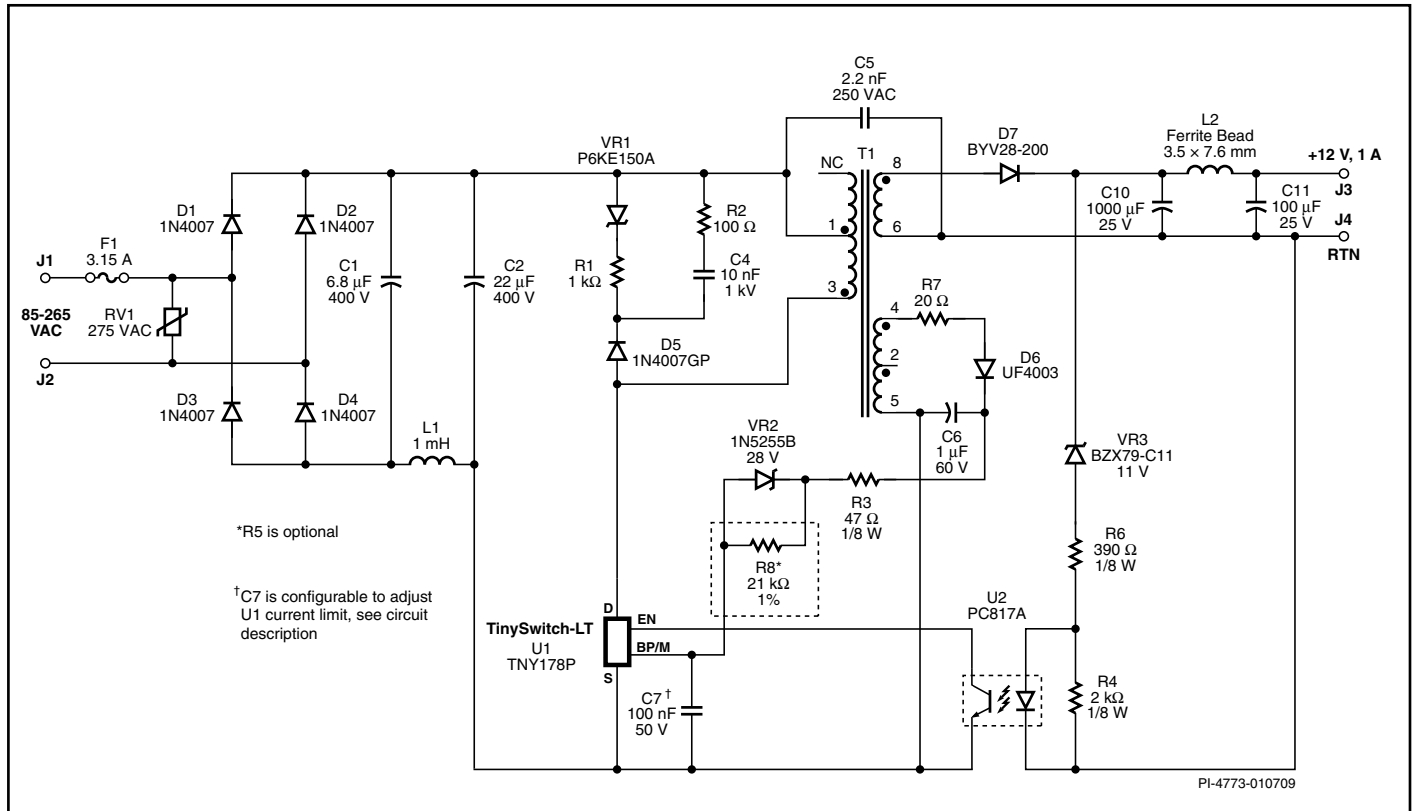 C5
2.2 nF
250 VAC
VR1
P6KE150A
NC
T1
8
D7
BYV28-200
L2
Ferrite Bead
3.5 × 7.6 mm
+12 V, 1 A
J3
C10
1000 µF
25 V
C11
100 µF
25 V
J4
RTN
6
D1
1N4007
D2
1N4007
F1
3.15 A
J1
85-265
VAC
J2
RV1
275 VAC
C1
6.8 µF
400 V
C2
22 µF
400 V
R2
100 Ω
R1
1 kΩ
C4
10 nF
1 kV
1
3
D5
1N4007GP
4
R7
20 Ω
2
D6
UF4003
5
C6
1 µF
60 V
D3
1N4007
D4
1N4007
L1
1 mH
VR2
1N5255B
28 V
R3
47 Ω
1/8 W
VR3
BZX79-C11
11 V
*R5 is optional
R8*
21 kΩ
1%
R6
390 Ω
1/8 W
†C7 is configurable to adjust
U1 current limit, see circuit
description
TinySwitch-LT
U1
TNY178P
D
EN
BP/M
S
C7†
100 nF
50 V
U2
PC817A
R4
2 kΩ
1/8 W
PI-4773-010709